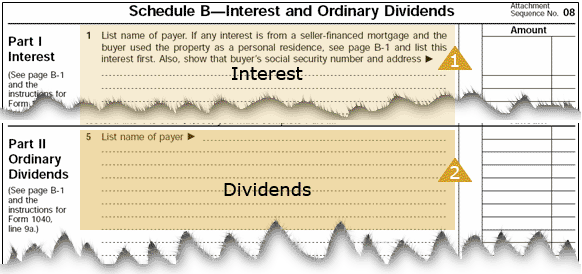 Schedule B—Interest and Ordinary Dividends
Attachment
Sequence No. 08
Part I
Interest
(See page B-1
and the
instructions for
Form
1 List name of payer. If any interest is from a seller-financed mortgage and the
buyer used the property as a personal residence, see page B-1 and list this
interest first. Also, show that buyer's social security number and address ►
Interest
1
Amount
Part II
Ordinary
Dividends
(See page B-1
and the
instructions for
Form 1040,
line 9a.)
5 List name of payer ►
Dividends
2